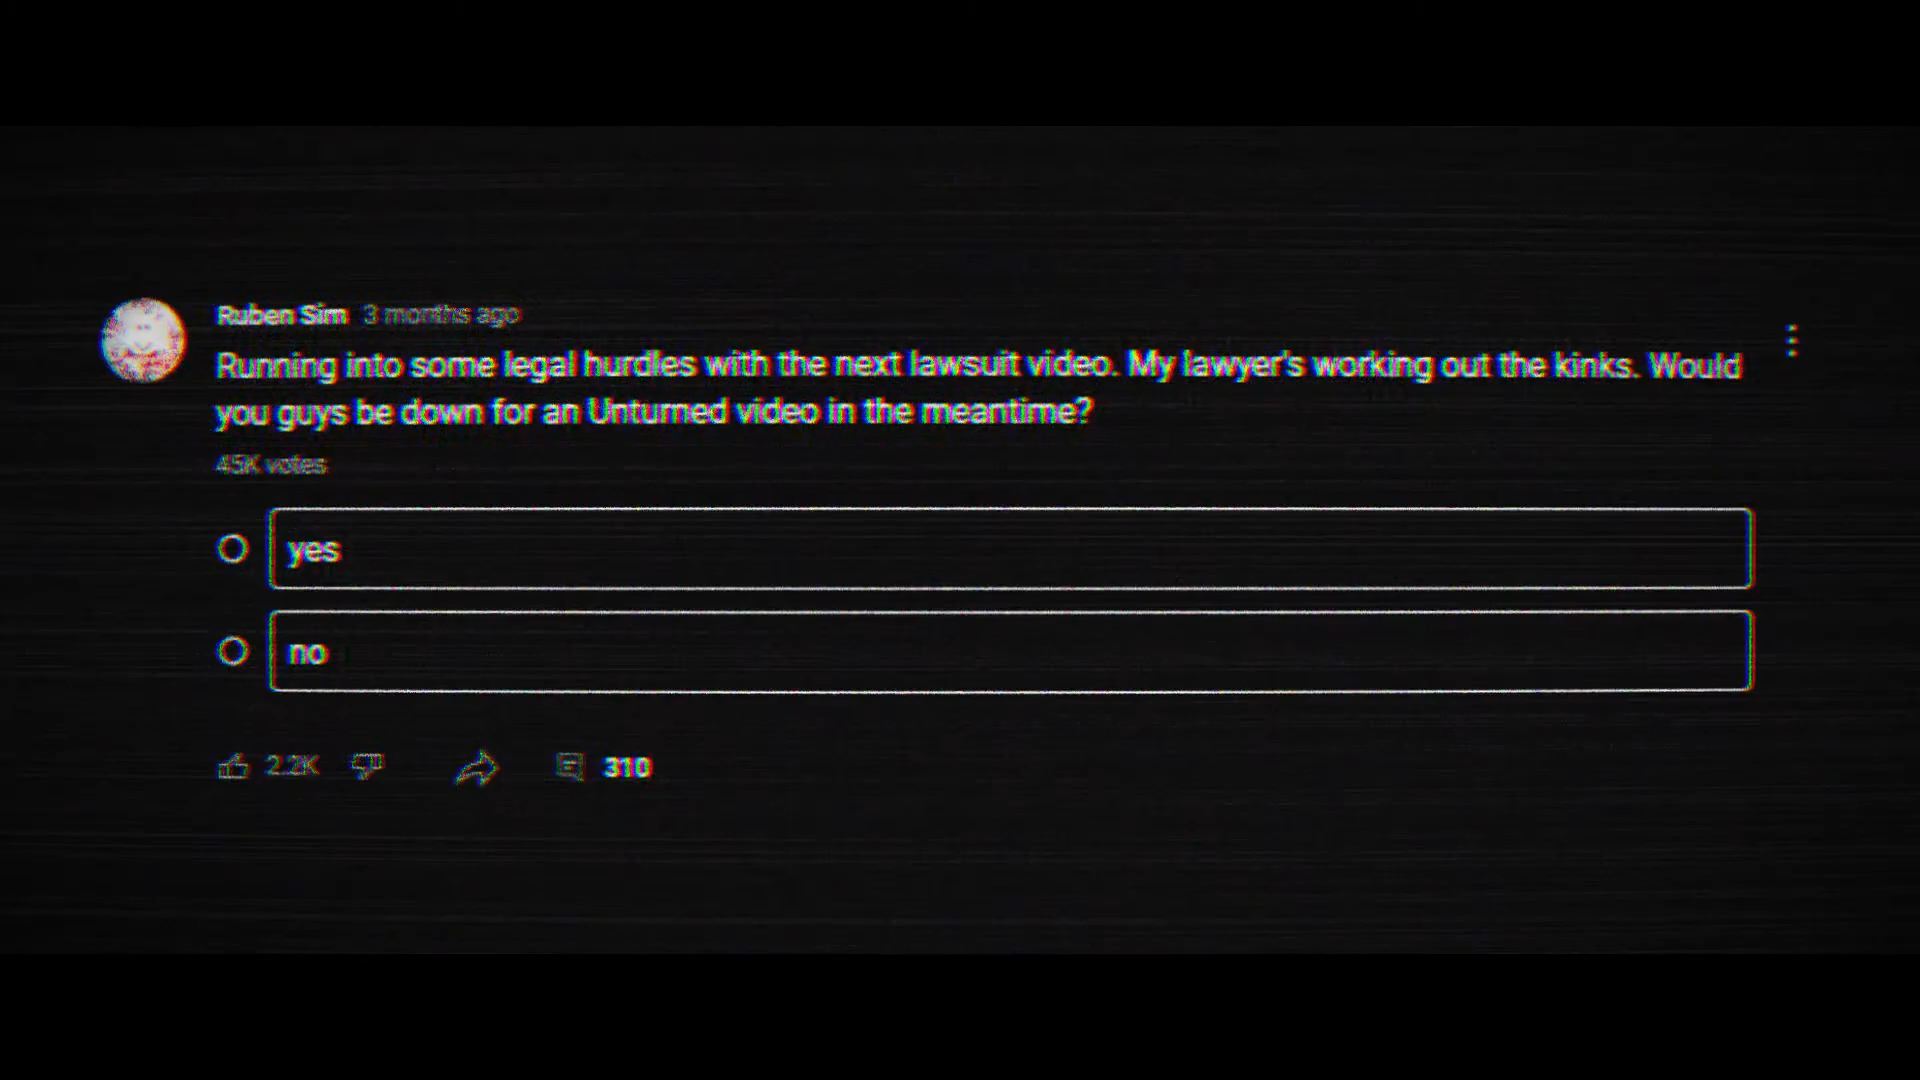 Ruben Sim 3 months ago
Running into some legal hurdles with the next lawsuit video. My lawyer's working out the kinks. Would
you guys be down for an Unturned video in the meantime?
45K votes
yes
no
2.2K 310